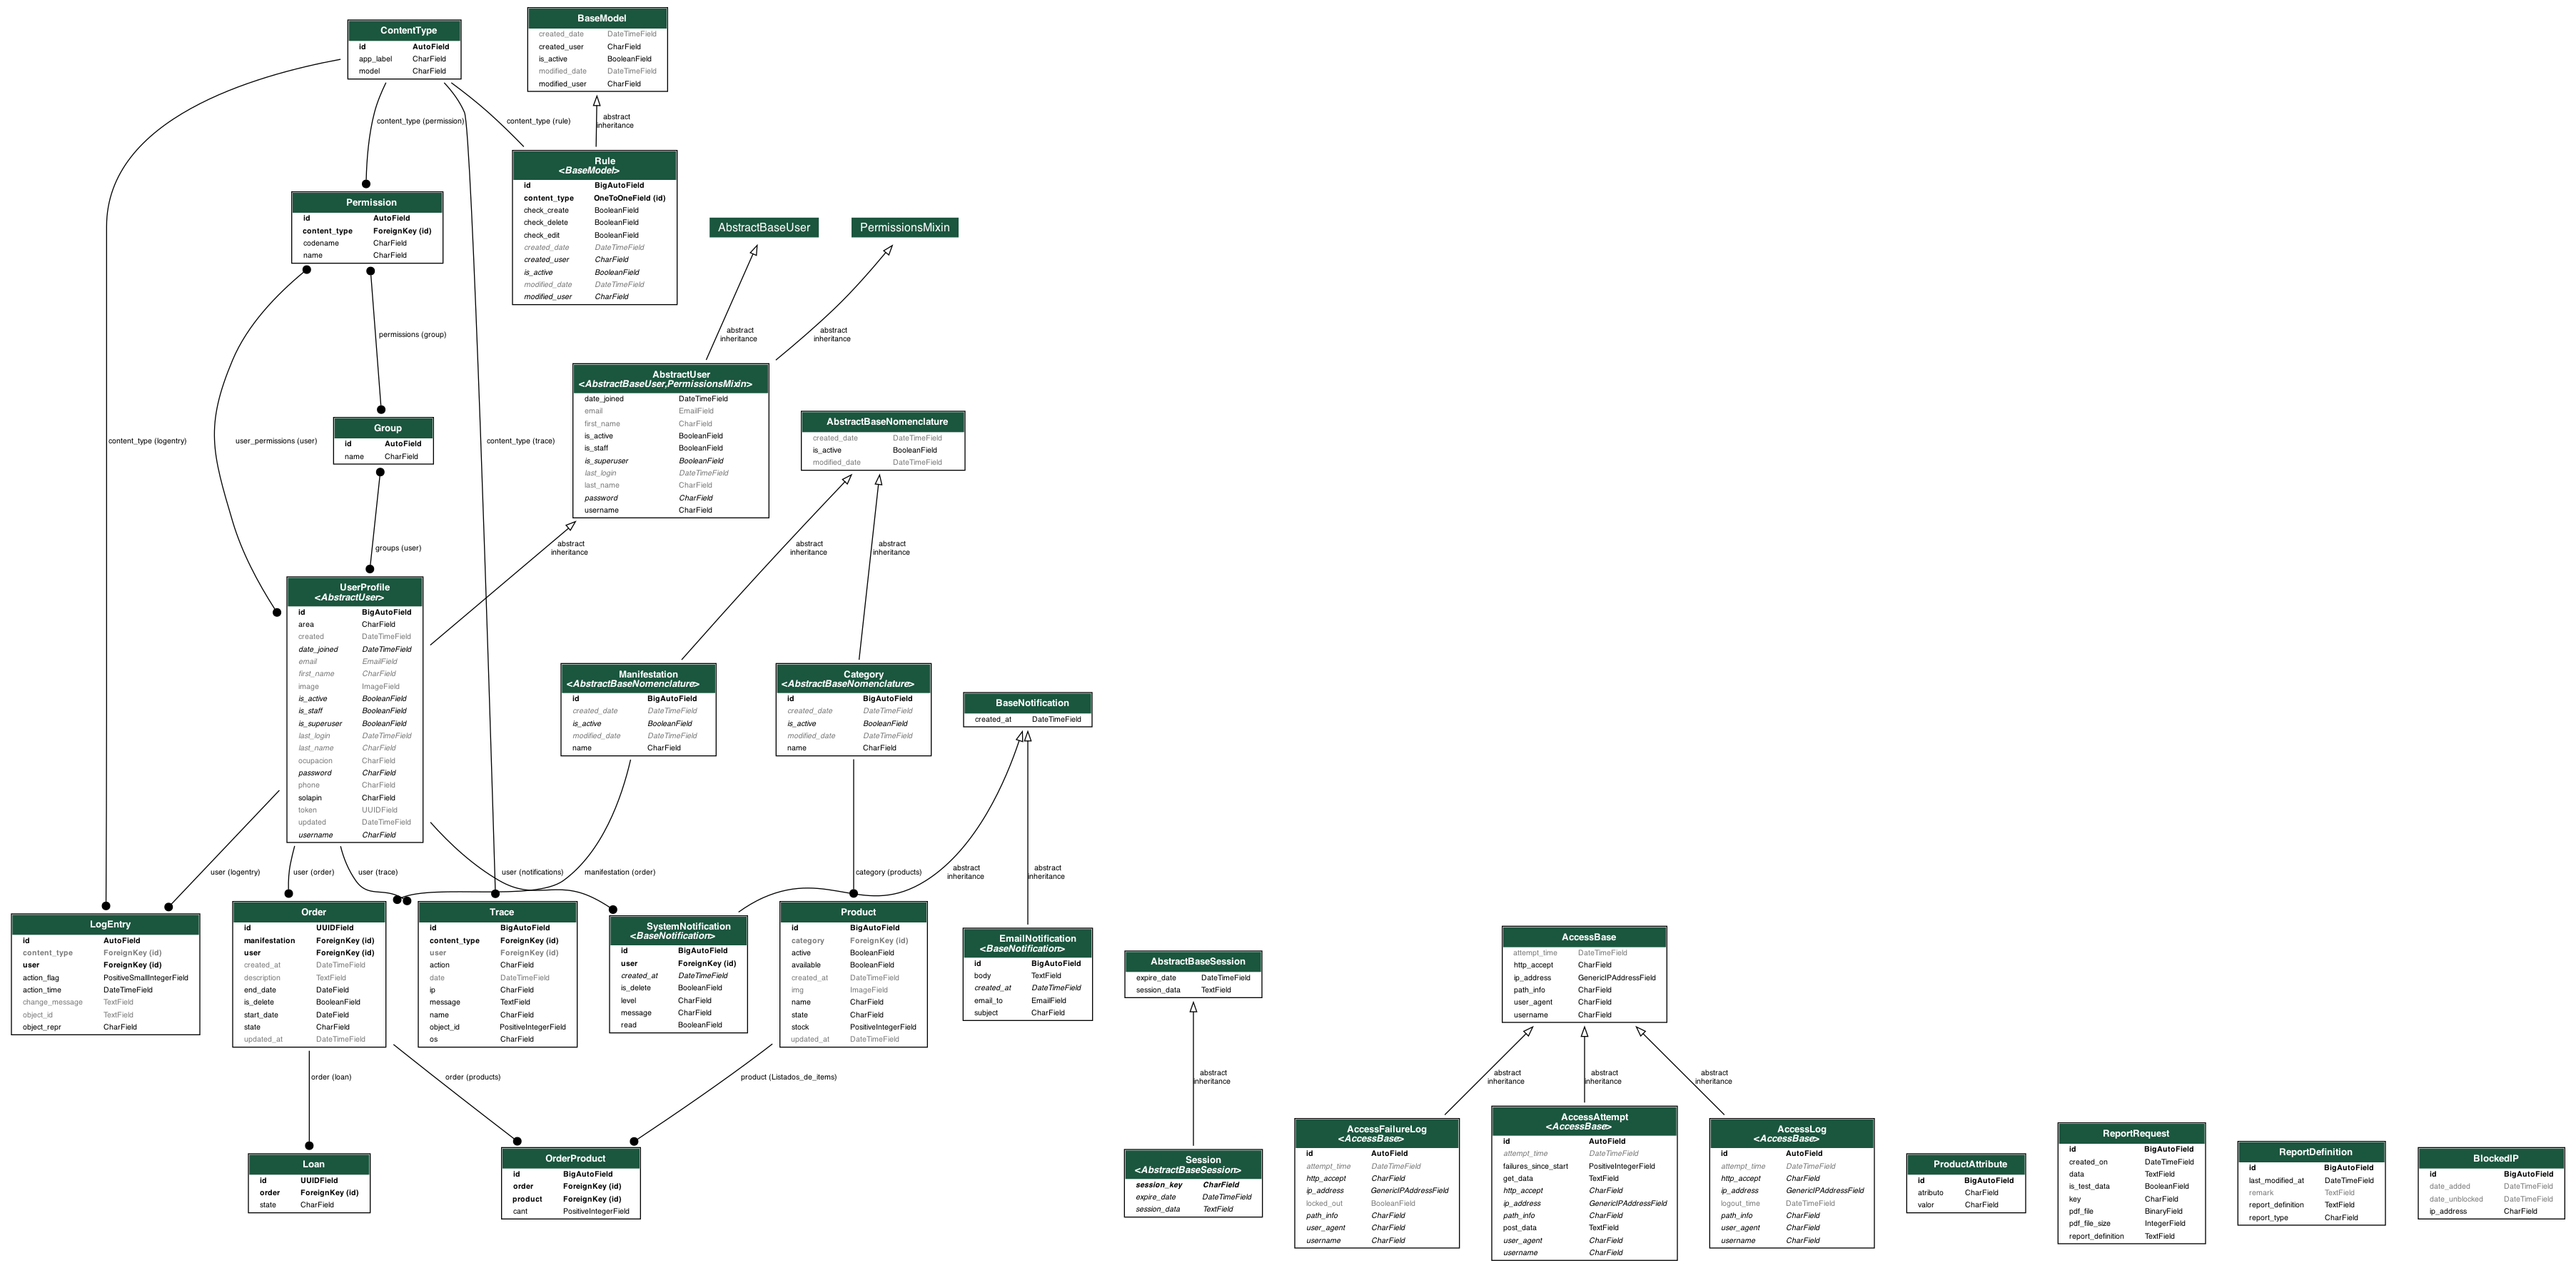 ContentType
id AutoField
app_label CharField
model CharField
BaseModel
created_date DateTimeField
created_user CharField
is_active BooleanField
modified_date DateTimeField
modified_user CharField
content_type (permission)
content_type (rule)
abstract
inheritance
Rule
<BaseModel>
id BigAutoField
content_type OneToOneField (id)
check_create BooleanField
check_delete BooleanField
check_edit BooleanField
created_date DateTimeField
created_user CharField
is_active BooleanField
modified_date DateTimeField
modified_user CharField
Permission
id AutoField
content_type ForeignKey (id)
codename CharField
name CharField
AbstractBaseUser
PermissionsMixin
permissions (group)
abstract
inheritance
abstract
inheritance
AbstractUser
<AbstractBaseUser,PermissionsMixin>
date_joined DateTimeField
email EmailField
first_name CharField
is_active BooleanField
is_staff BooleanField
is_superuser BooleanField
last_login DateTimeField
last_name CharField
password CharField
username CharField
AbstractBaseNomenclature
created_date DateTimeField
is_active BooleanField
modified_date DateTimeField
Group
id AutoField
name CharField
content_type (logentry)
user_permissions (user)
content_type (trace)
groups (user)
abstract
inheritance
abstract
inheritance
abstract
inheritance
UserProfile
<AbstractUser>
id BigAutoField
area CharField
created DateTimeField
date_joined DateTimeField
email EmailField
first_name CharField
image ImageField
is_active BooleanField
is_staff BooleanField
is_superuser BooleanField
last_login DateTimeField
last_name CharField
ocupacion CharField
password CharField
phone CharField
solapin CharField
token UUIDField
updated DateTimeField
username CharField
Manifestation
<AbstractBaseNomenclature>
id BigAutoField
created_date DateTimeField
is_active BooleanField
modified_date DateTimeField
name CharField
Category
<AbstractBaseNomenclature>
id BigAutoField
created_date DateTimeField
is_active BooleanField
modified_date DateTimeField
name CharField
BaseNotification
created_at DateTimeField
user (logentry)
user (order)
user (trace)
user (notifications)
manifestation (order)
category (products)
abstract
inheritance
abstract
inheritance
LogEntry
id AutoField
content_type ForeignKey (id)
user ForeignKey (id)
action_flag PositiveSmallIntegerField
action_time DateTimeField
change_message TextField
object_id TextField
object_repr CharField
Order
id UUIDField
manifestation ForeignKey (id)
user ForeignKey (id)
created_at DateTimeField
description TextField
end_date DateField
is_delete BooleanField
start_date DateField
state CharField
updated_at DateTimeField
Trace
id BigAutoField
content_type ForeignKey (id)
user ForeignKey (id)
action CharField
date DateTimeField
ip CharField
message TextField
name CharField
object_id PositiveIntegerField
os CharField
SystemNotification
<BaseNotification>
id BigAutoField
user ForeignKey (id)
created_at DateTimeField
is_delete BooleanField
level CharField
message CharField
read BooleanField
Product
id BigAutoField
category ForeignKey (id)
active BooleanField
available BooleanField
created_at DateTimeField
img ImageField
name CharField
state CharField
stock PositiveIntegerField
updated_at DateTimeField
EmailNotification
<BaseNotification>
id BigAutoField
body TextField
created_at DateTimeField
email_to EmailField
subject CharField
AbstractBaseSession
expire_date DateTimeField
session_data TextField
AccessBase
attempt_time DateTimeField
http_accept CharField
ip_address GenericIPAddressField
path_info CharField
user_agent CharField
username CharField
order (loan)
order (products)
product (Listados_de_items)
abstract
inheritance
abstract
inheritance
abstract
inheritance
abstract
inheritance
Loan
id UUIDField
order ForeignKey (id)
state CharField
OrderProduct
id BigAutoField
order ForeignKey (id)
product ForeignKey (id)
cant PositiveIntegerField
Session
<AbstractBaseSession>
session_key CharField
expire_date DateTimeField
session_data TextField
AccessFailureLog
<AccessBase>
id AutoField
attempt_time DateTimeField
http_accept CharField
ip_address GenericIPAddressField
locked_out BooleanField
path_info CharField
user_agent CharField
username CharField
AccessAttempt
<AccessBase>
id AutoField
attempt_time DateTimeField
failures_since_start PositiveIntegerField
get_data TextField
http_accept CharField
ip_address GenericIPAddressField
path_info CharField
post_data TextField
user_agent CharField
username CharField
AccessLog
<AccessBase>
id AutoField
attempt_time DateTimeField
http_accept CharField
ip_address GenericIPAddressField
logout_time DateTimeField
path_info CharField
user_agent CharField
username CharField
ProductAttribute
id BigAutoField
atributo CharField
valor CharField
ReportRequest
id BigAutoField
created_on DateTimeField
data TextField
is_test_data BooleanField
key CharField
pdf_file BinaryField
pdf_file_size IntegerField
report_definition TextField
ReportDefinition
id BigAutoField
last_modified_at DateTimeField
remark TextField
report_definition TextField
report_type CharField
BlockedIP
id BigAutoField
date_added DateTimeField
date_unblocked DateTimeField
ip_address CharField